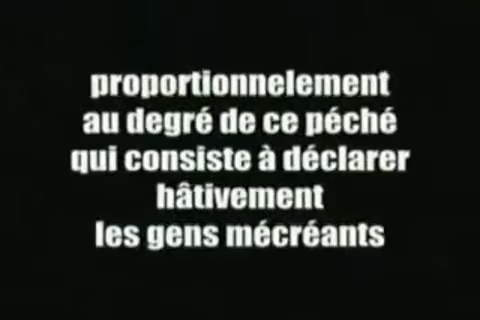 proportionnelement
au degré de ce péché
qui consiste à déclarer
hâtivement
les gens mécréants